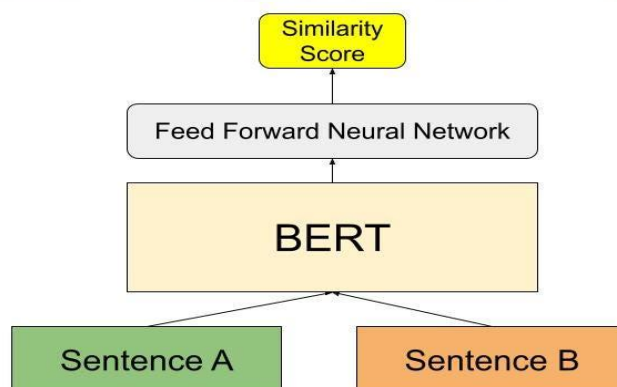 Similarity
Score
Feed Forward Neural Network
BERT
Sentence A
Sentence B